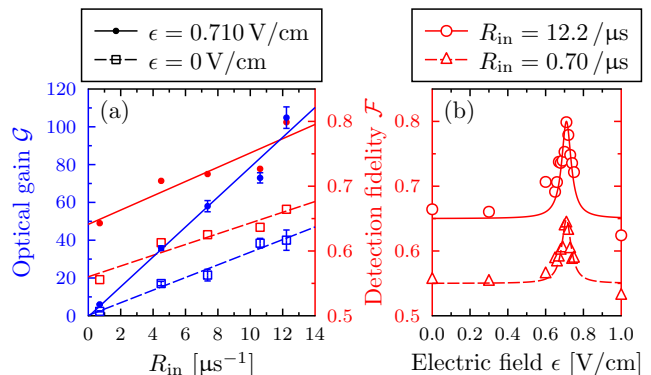 ϵ = 0.710 V/cm
ϵ = 0 V/cm
R_in = 12.2 /μs
R_in = 0.70 /μs
(a)
(b)
Optical gain 𝒢
0 20 40 60 80 100 120
0 2 4 6 8 10 12 14
R_in [μs⁻¹]
0.5 0.6 0.7 0.8
Detection fidelity ℱ
0.5 0.6 0.7 0.8
0.0 0.2 0.4 0.6 0.8 1.0
Electric field ϵ [V/cm]